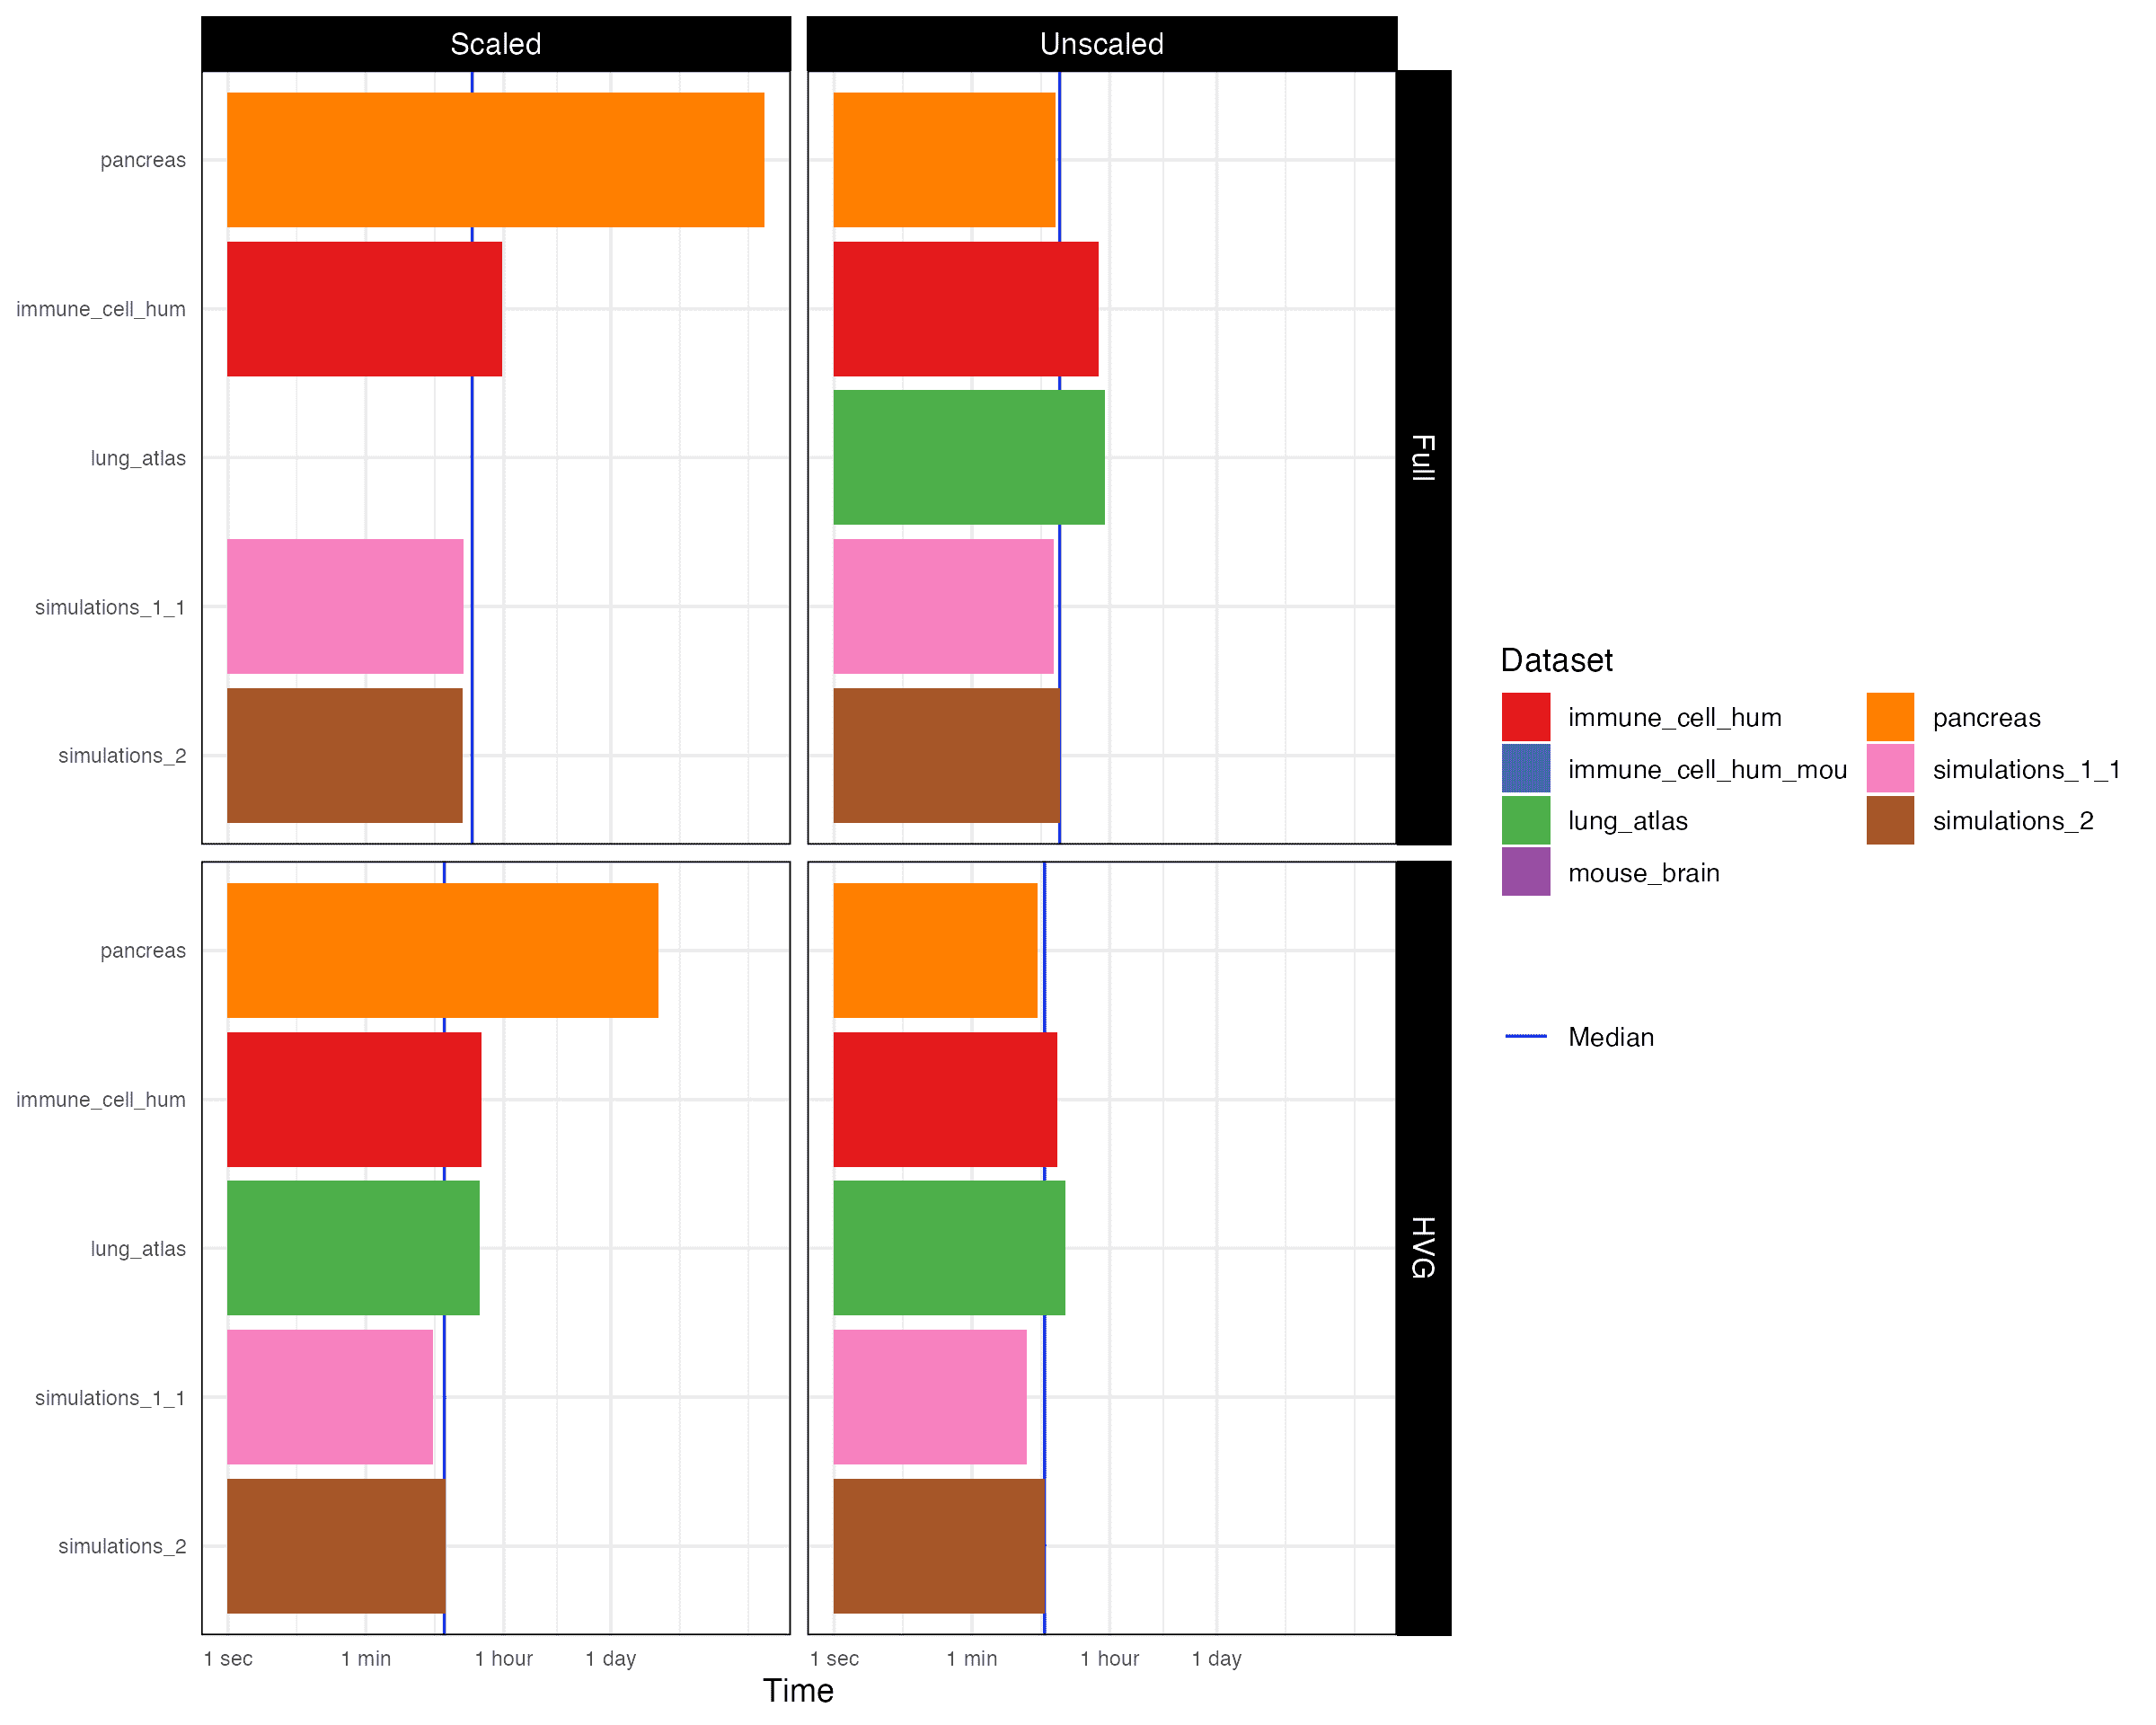 Scaled
Unscaled
pancreas
immune_cell_hum
lung_atlas
simulations_1_1
simulations_2
Full
pancreas
immune_cell_hum
lung_atlas
simulations_1_1
simulations_2
HVG
1 sec
1 min
1 hour
1 day
1 sec
1 min
1 hour
1 day
Time
Dataset
immune_cell_hum
immune_cell_hum_mou
lung_atlas
mouse_brain
pancreas
simulations_1_1
simulations_2
Median